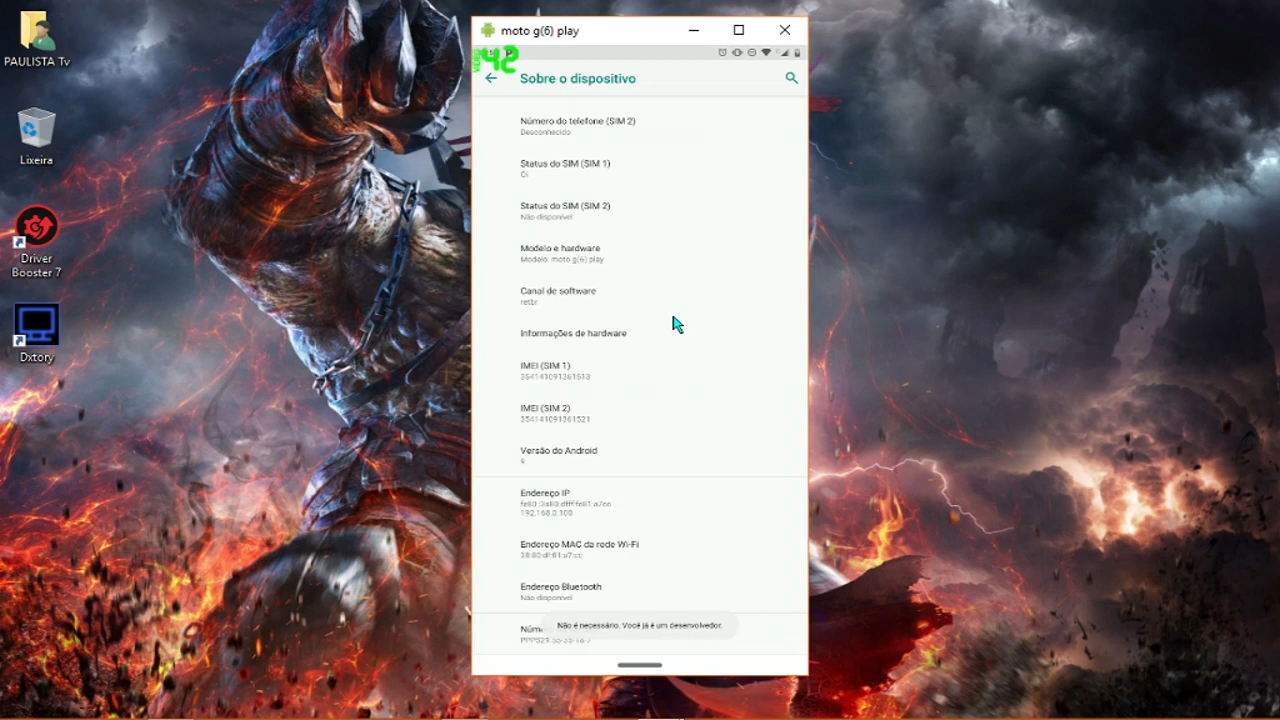 PAULISTA Tv
Lixeira
Driver
Booster 7
Dxtory
moto g(6) play
42
Sobre o dispositivo
Número do telefone (SIM 2)
Desconhecido
Status do SIM (SIM 1)
Oi
Status do SIM (SIM 2)
Não disponível
Modelo e hardware
Modelo: moto g(6) play
Canal de software
retbr
Informações de hardware
IMEI (SIM 1)
354141091361513
IMEI (SIM 2)
354141091361521
Versão do Android
9
Endereço IP
192.168.0.100
Endereço MAC da rede Wi-Fi
Endereço Bluetooth
Não disponível
Não é necessário. Você já é um desenvolvedor.